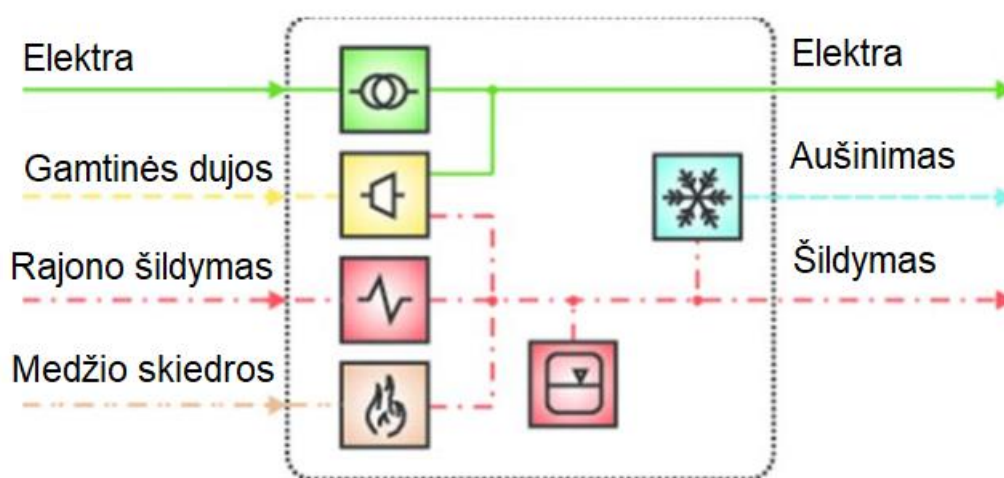 Elektra
Elektra
Gamtinės dujos
Aušinimas
Rajono šildymas
Šildymas
Medžio skiedros